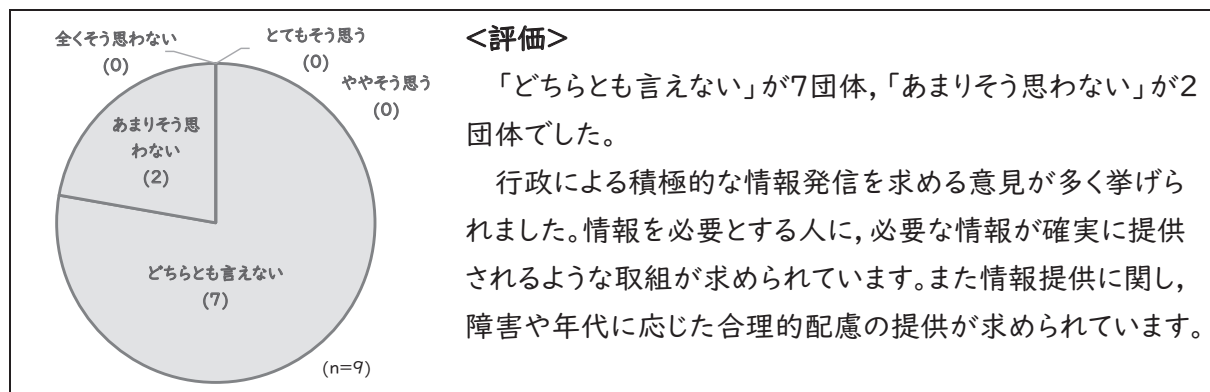 全くそう思わない
(0)
とてもそう思う
(0)
ややそう思う
(0)
あまりそう思
わない
(2)
どちらとも言えない
(7)
(n=9)
<評価>
「どちらとも言えない」が7団体,「あまりそう思わない」が2
団体でした。
行政による積極的な情報発信を求める意見が多く挙げら
れました。情報を必要とする人に,必要な情報が確実に提供
されるような取組が求められています。また情報提供に関し,
障害や年代に応じた合理的配慮の提供が求められています。